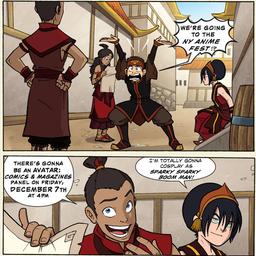 WE'RE GOING
TO THE
NY ANIME
FEST!?
THERE'S GONNA
BE AN AVATAR:
COMICS & MAGAZINES
PANEL ON FRIDAY,
DECEMBER 7TH
AT 4PM
I'M TOTALLY GONNA
COSPLAY AS
SPARKY SPARKY
BOOM MAN!